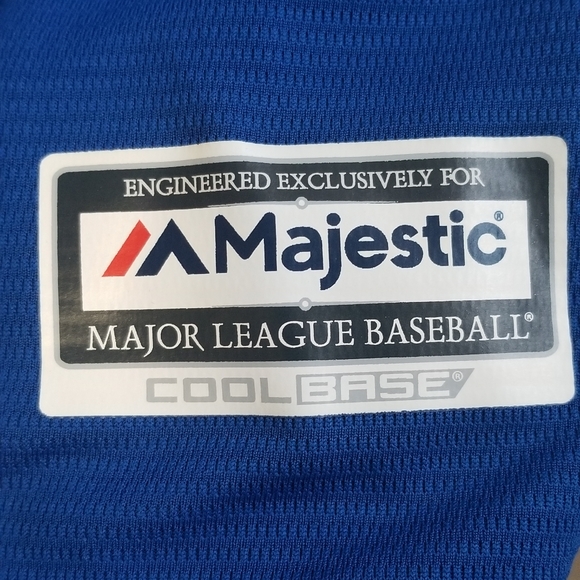 ENGINEERED EXCLUSIVELY FOR
Majestic®
MAJOR LEAGUE BASEBALL®
COOLBASE®